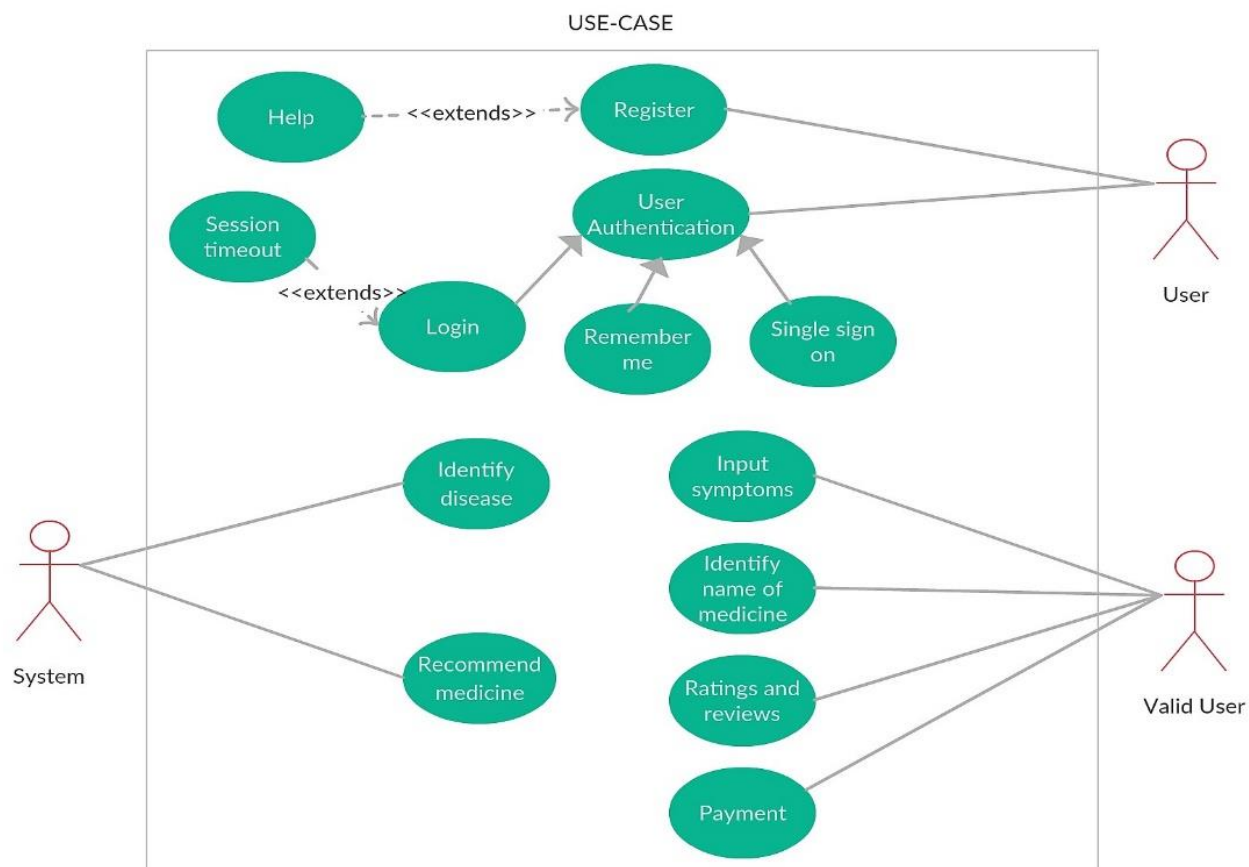 USE-CASE
Help
<<extends>>
Register
User
Authentication
Session
timeout
<<extends>>
Login
Remember
me
Single sign
on
User
Identify
disease
Input
symptoms
System
Identify
name of
medicine
Recommend
medicine
Ratings and
reviews
Valid User
Payment